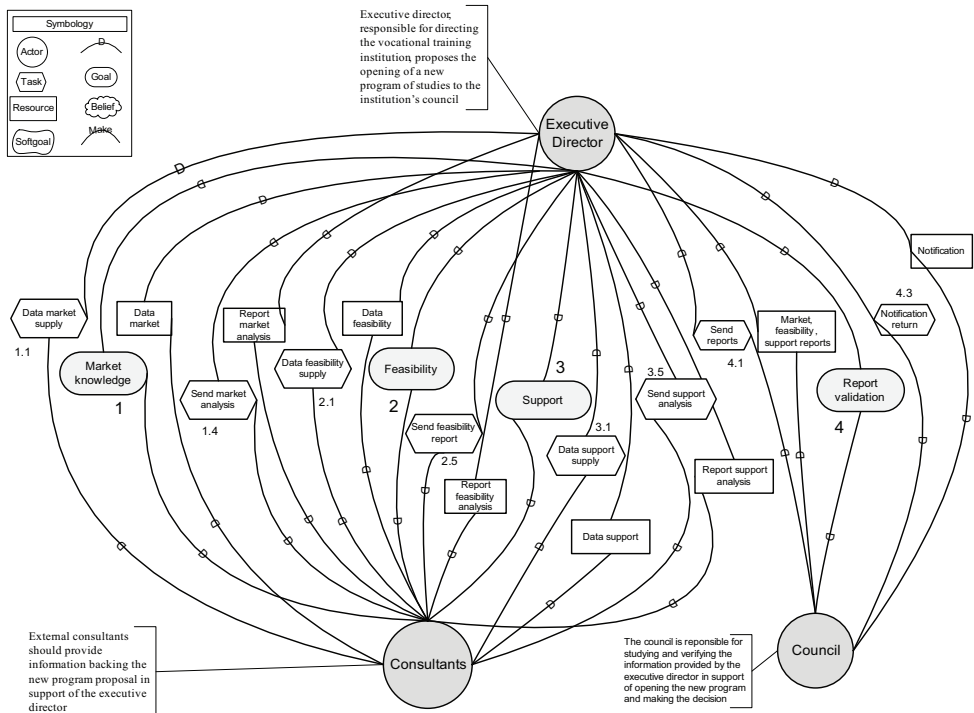 Symbology
Actor
D
Task
Goal
Resource
Belief
Softgoal
Make
Executive director,
responsible for directing
the vocational training
institution, proposes the
opening of a new
program of studies to the
institution's council
Executive
Director
Notification
4.3
Notification
return
Data market
supply
1.1
Data
market
Report
market
analysis
Data
feasibility
Send
reports
4.1
Market,
feasibility,
support reports
Market
knowledge
1
Send market
analysis
1.4
Data feasibility
supply
2.1
Feasibility
2
3
Support
3.5
Send support
analysis
Report
validation
4
Send feasibility
report
2.5
3.1
Data support
supply
Report
feasibility
analysis
Report support
analysis
Data support
External consultants
should provide
information backing the
new program proposal in
support of the executive
director
Consultants
The council is reponsible for
studying and verifying the
information provided by the
executive director in support
of opening the new program
and making the decision
Council